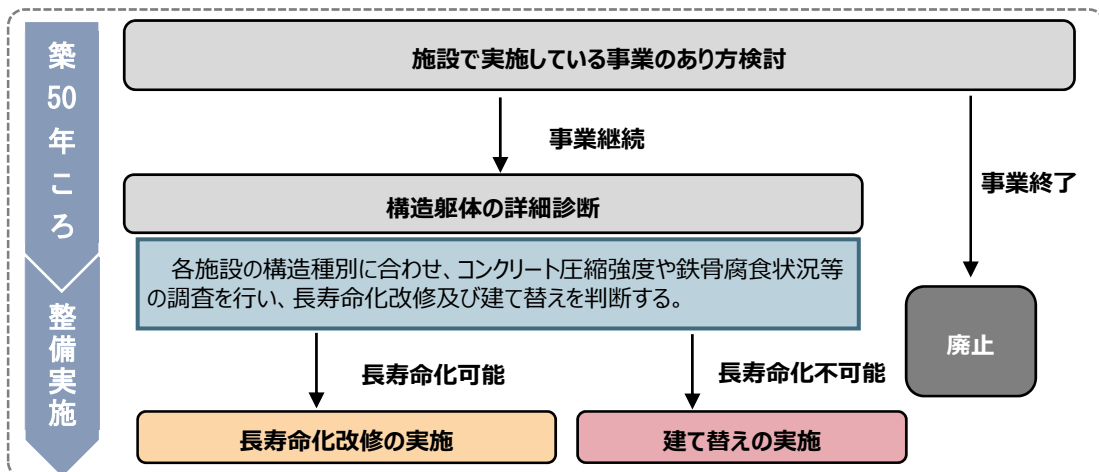 築50年ころ
整備実施
施設で実施している事業のあり方検討
事業継続
事業終了
構造躯体の詳細診断
各施設の構造種別に合わせ、コンクリート圧縮強度や鉄骨腐食状況等
の調査を行い、長寿命化改修及び建て替えを判断する。
廃止
長寿命化可能
長寿命化不可能
長寿命化改修の実施
建て替えの実施